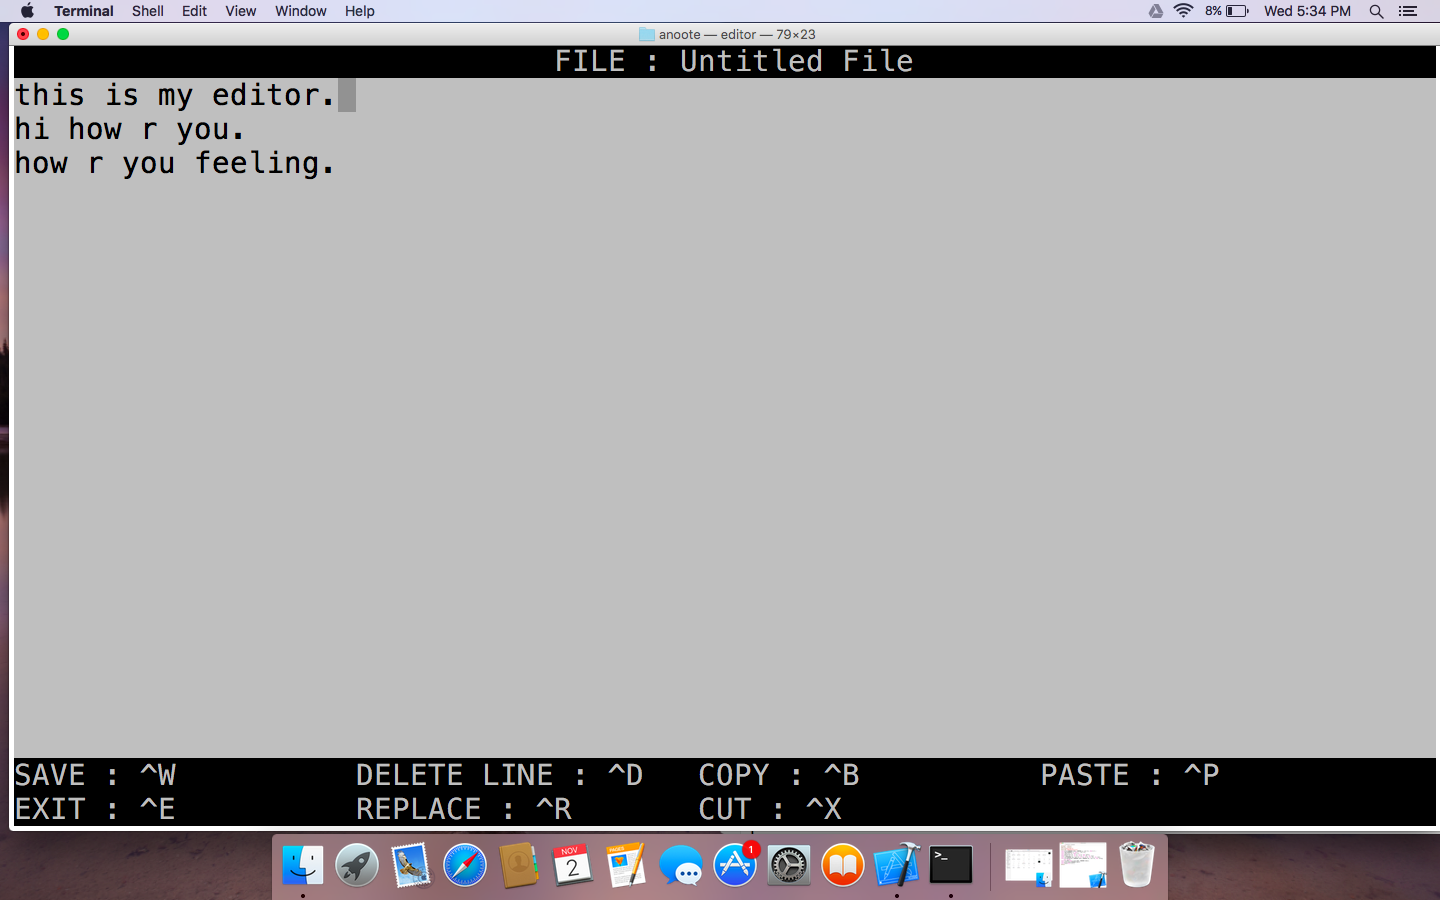 Terminal Shell Edit View Window Help 8% Wed 5:34 PM
anoote — editor — 79×23
FILE : Untitled File
this is my editor.
hi how r you.
how r you feeling.
SAVE : ^W DELETE LINE : ^D COPY : ^B PASTE : ^P
EXIT : ^E REPLACE : ^R CUT : ^X
NOV
2
PAGES
1
>_